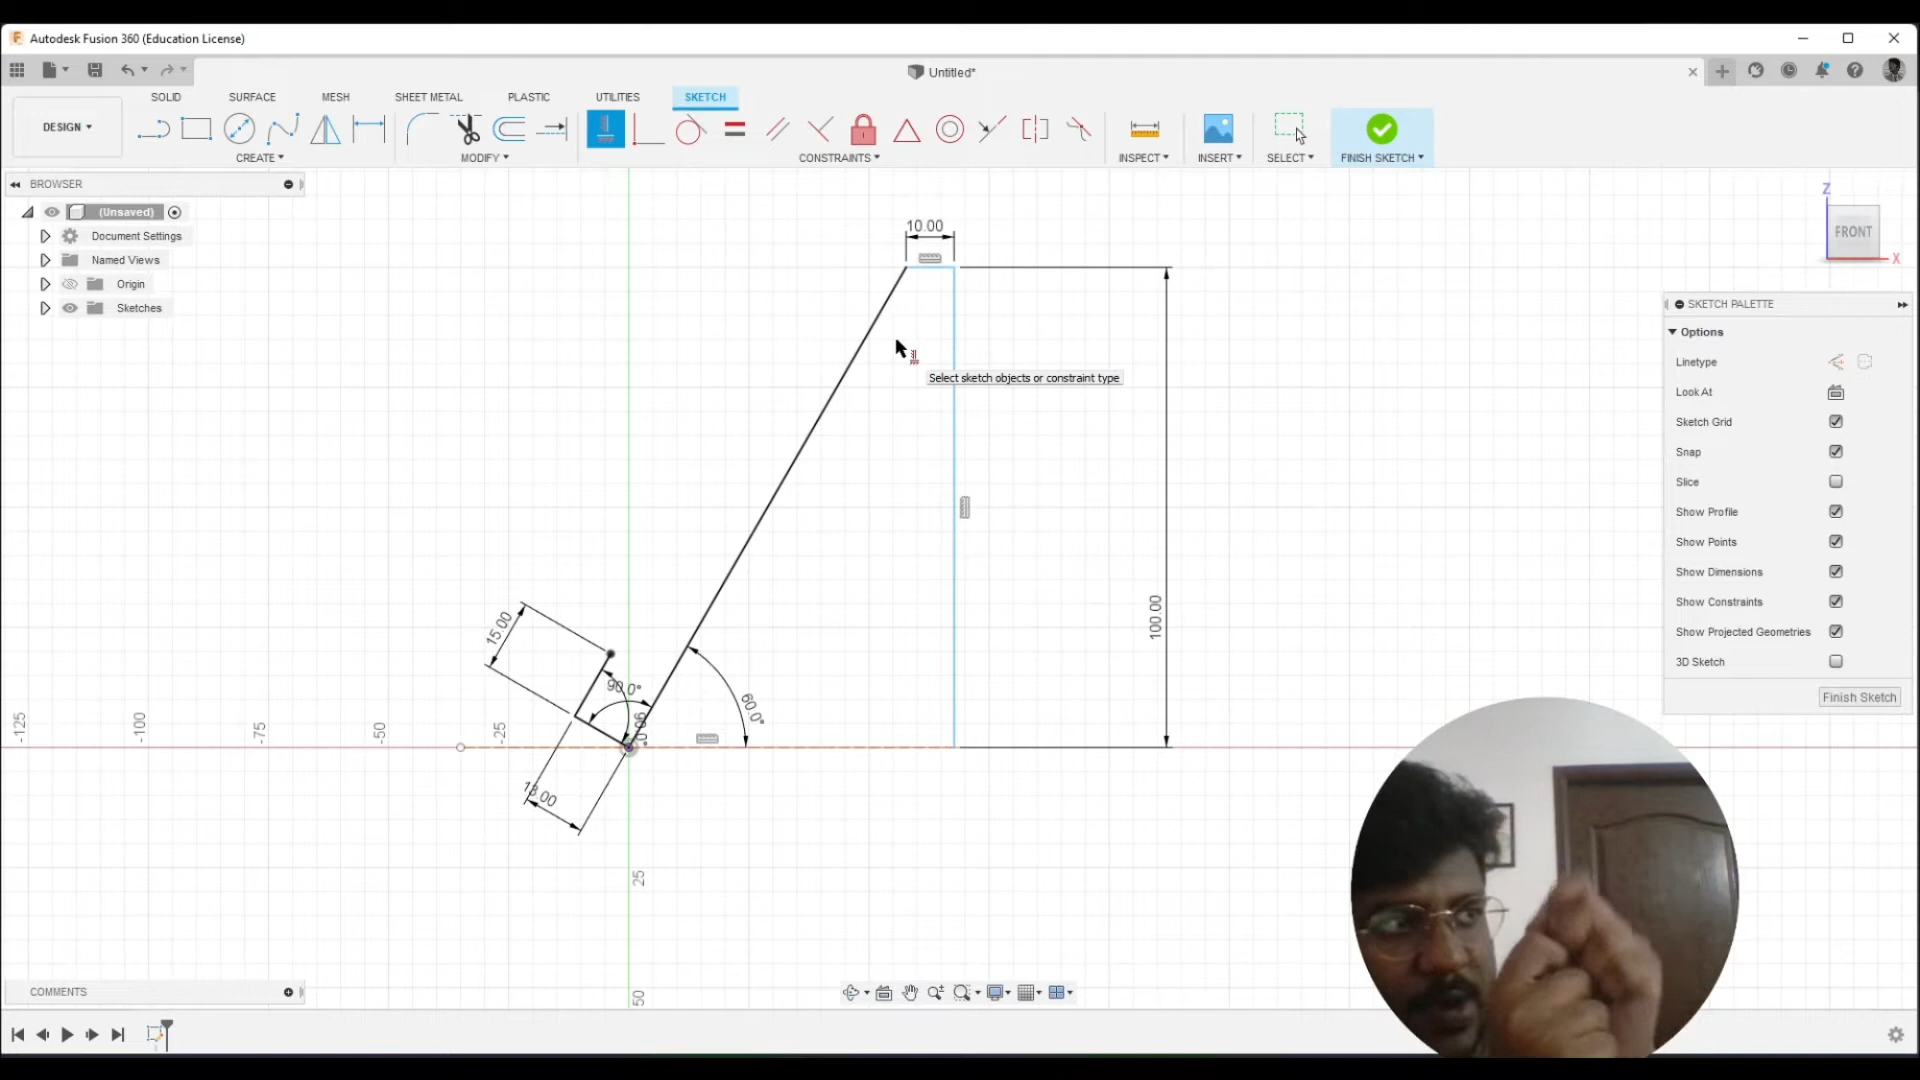 Autodesk Fusion 360 (Education License)
Untitled*
SOLID SURFACE MESH SHEET METAL PLASTIC UTILITIES SKETCH
DESIGN
CREATE MODIFY CONSTRAINTS INSPECT INSERT SELECT FINISH SKETCH
BROWSER
(Unsaved)
Document Settings
Named Views
Origin
Sketches
Z
FRONT
X
10.00
Select sketch objects or constraint type
100.00
15.00
90.0°
90.0°
60.0°
-125 -100 -75 -50 -25
25
50
SKETCH PALETTE
Options
Linetype
Look At
Sketch Grid
Snap
Slice
Show Profile
Show Points
Show Dimensions
Show Constraints
Show Projected Geometries
3D Sketch
Finish Sketch
COMMENTS